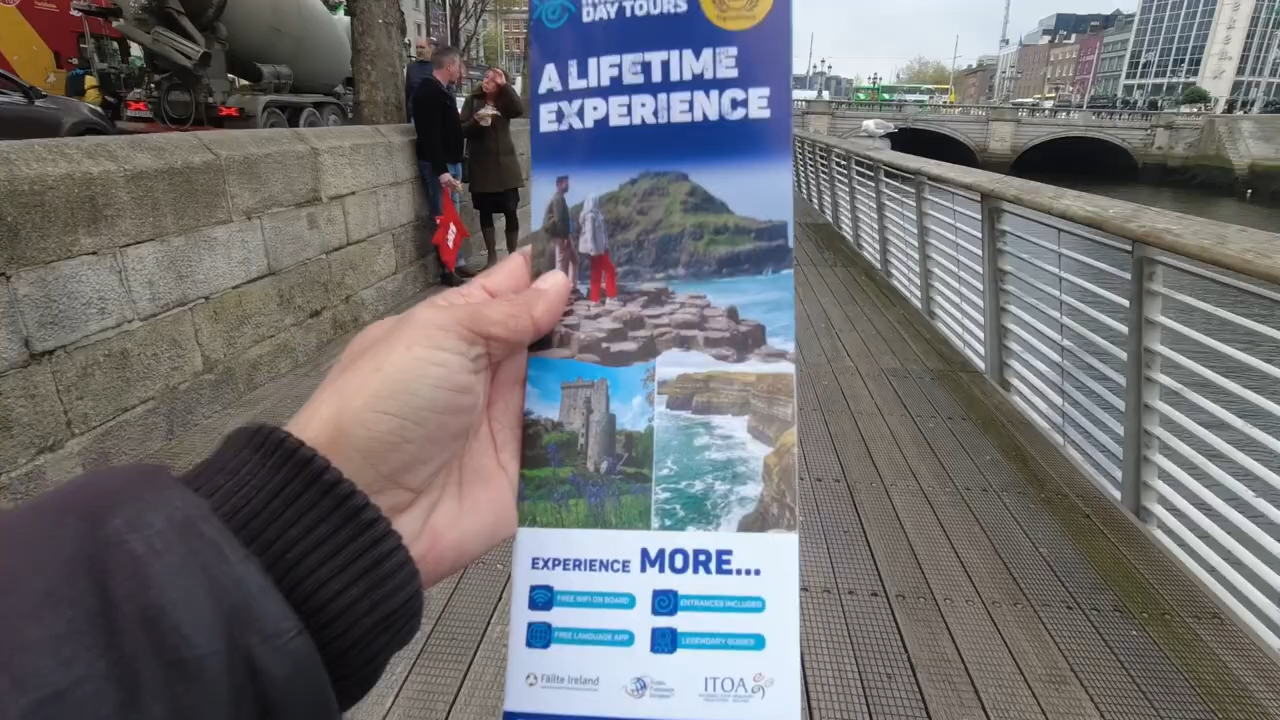 DAY TOURS
A LIFETIME
EXPERIENCE
EXPERIENCE MORE...
FREE WIFI ON BOARD
ENTRANCES INCLUDED
FREE LANGUAGE APP
LEGENDARY GUIDES
Fáilte Ireland
ITOA